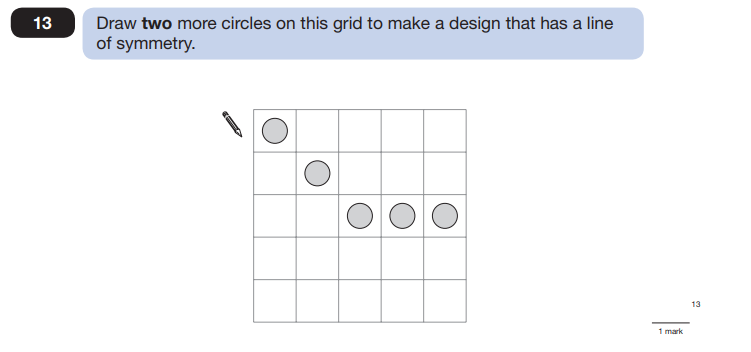 13
Draw two more circles on this grid to make a design that has a line
of symmetry.
13
1 mark